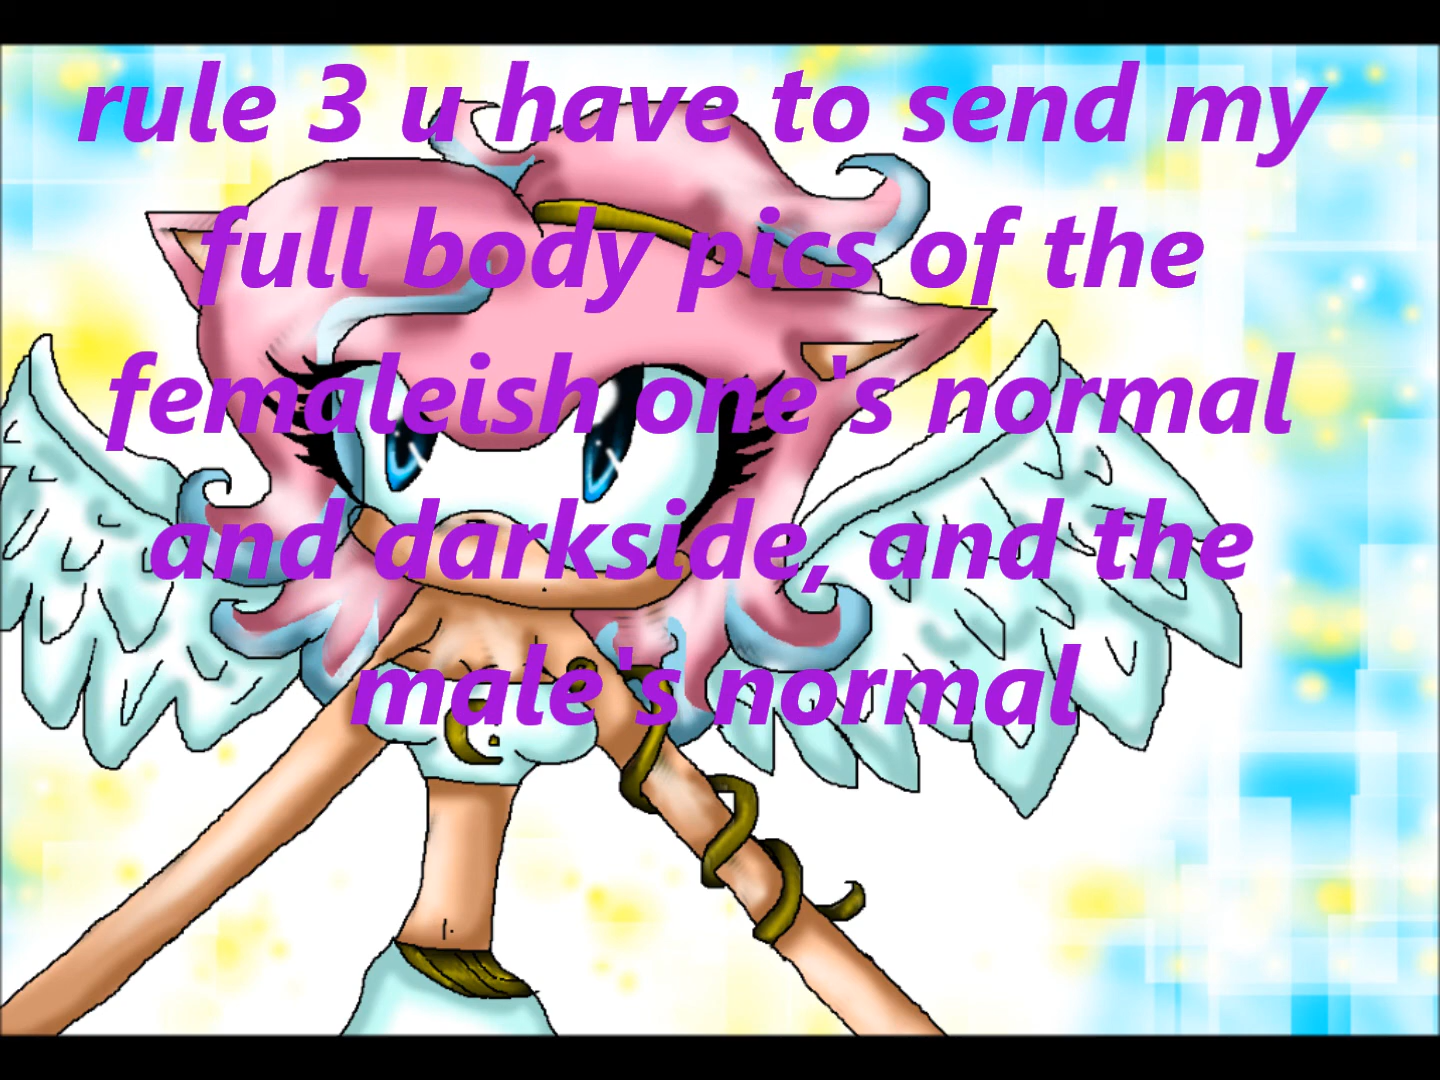 rule 3 u have to send my
full body pics of the
femaleish one's normal
and darkside, and the
male's normal